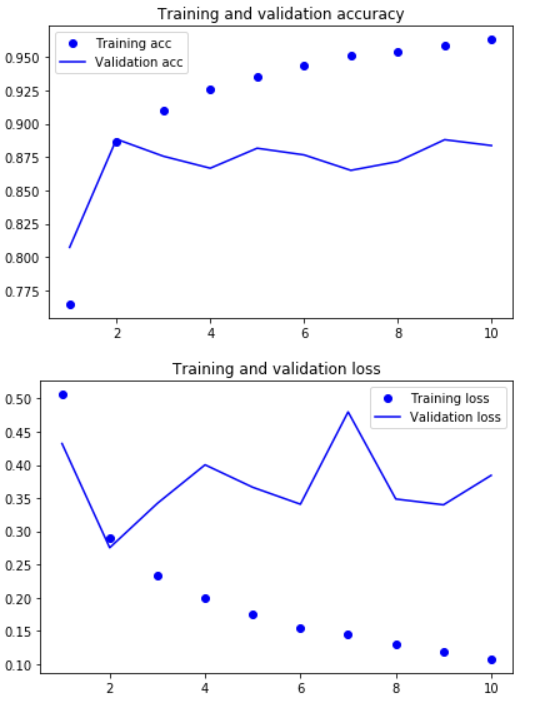 Training and validation accuracy
Training acc
Validation acc
0.950
0.925
0.900
0.875
0.850
0.825
0.800
0.775
2 4 6 8 10
Training and validation loss
Training loss
Validation loss
0.50
0.45
0.40
0.35
0.30
0.25
0.20
0.15
0.10
2 4 6 8 10